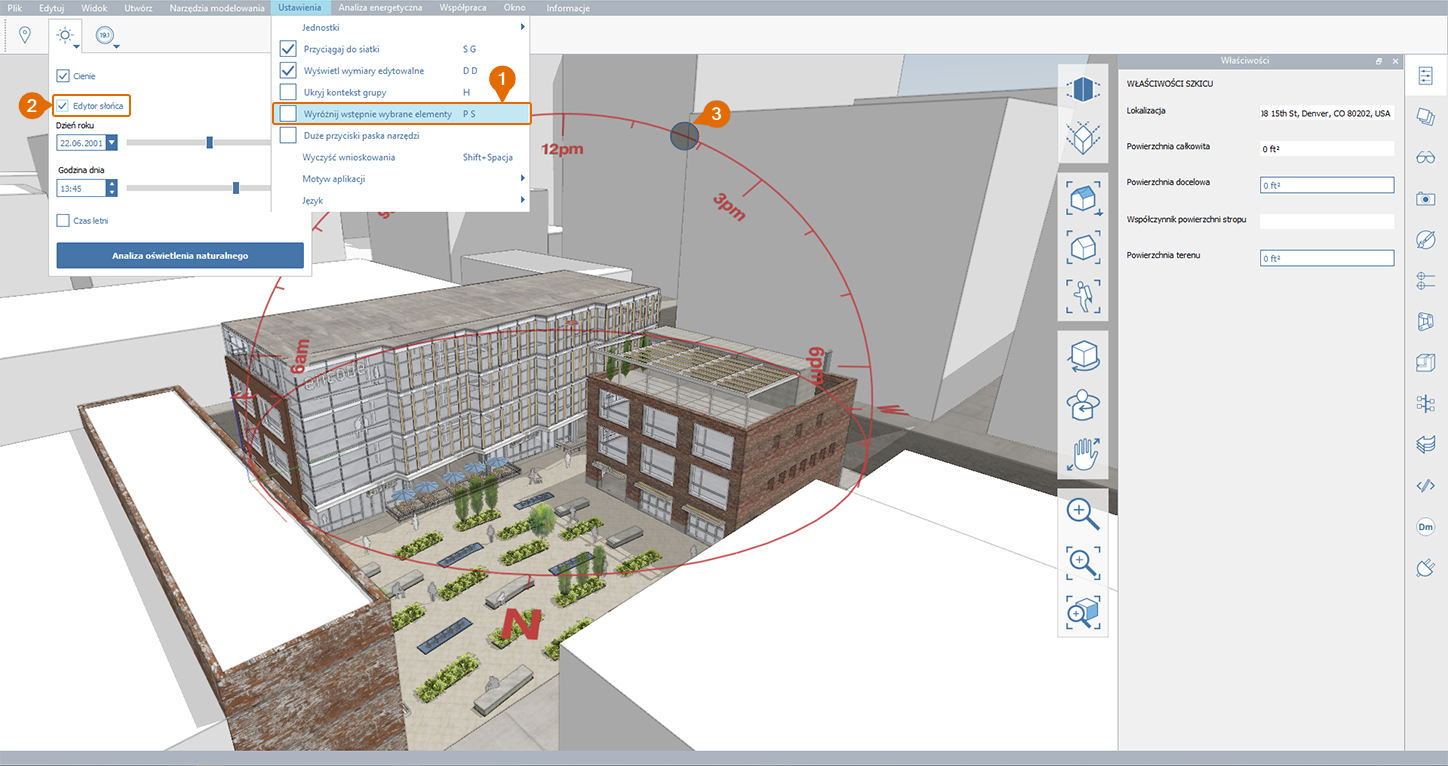 Plik Edytuj Widok Utwórz Narzędzia modelowania Ustawienia Analiza energetyczna Współpraca Okno Informacje
191
Cienie
2
Edytor słońca
Dzień roku
22.06.2001
Godzina dnia
13:45
Czas letni
Analiza oświetlenia naturalnego
Jednostki
Przyciągaj do siatki S G
Wyświetl wymiary edytowalne D D
1
Ukryj kontekst grupy H
Wyróżnij wstępnie wybrane elementy P S
Duże przyciski paska narzędzi
Wyczyść wnioskowania Shift+Spacja
Motyw aplikacji
Język
3
12pm
3pm
6am
6pm
N
Właściwości
WŁAŚCIWOŚCI SZKICU
Lokalizacja 38 15th St, Denver, CO 80202, USA
Powierzchnia całkowita 0 ft²
Powierzchnia docelowa 0 ft²
Współczynnik powierzchni stropu
Powierzchnia terenu 0 ft²
Dm